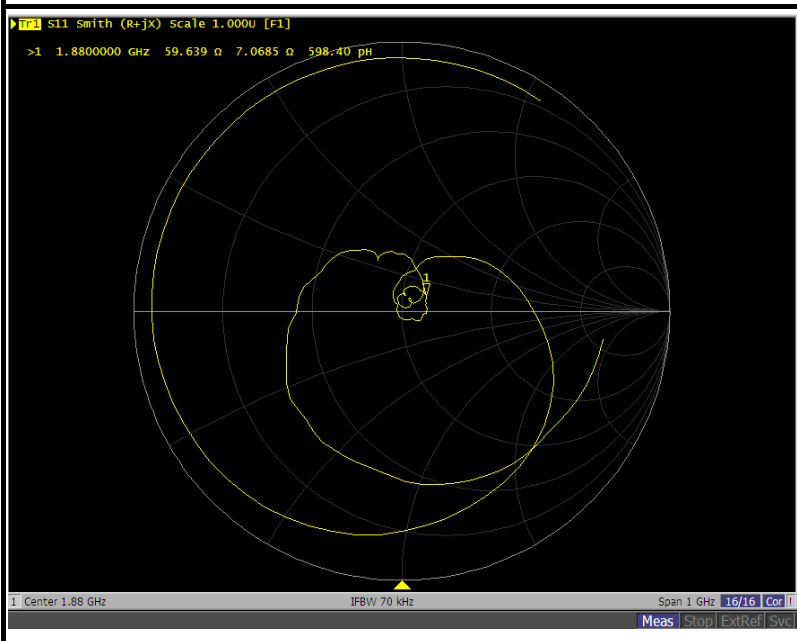 Tr1 S11 Smith (R+jX) Scale 1.000U [F1]
>1 1.8800000 GHz 59.639 Ω 7.0685 Ω 598.40 pH
1
1 Center 1.88 GHz IFBW 70 kHz Span 1 GHz 16/16 Cor !
Meas Stop ExtRef Svc